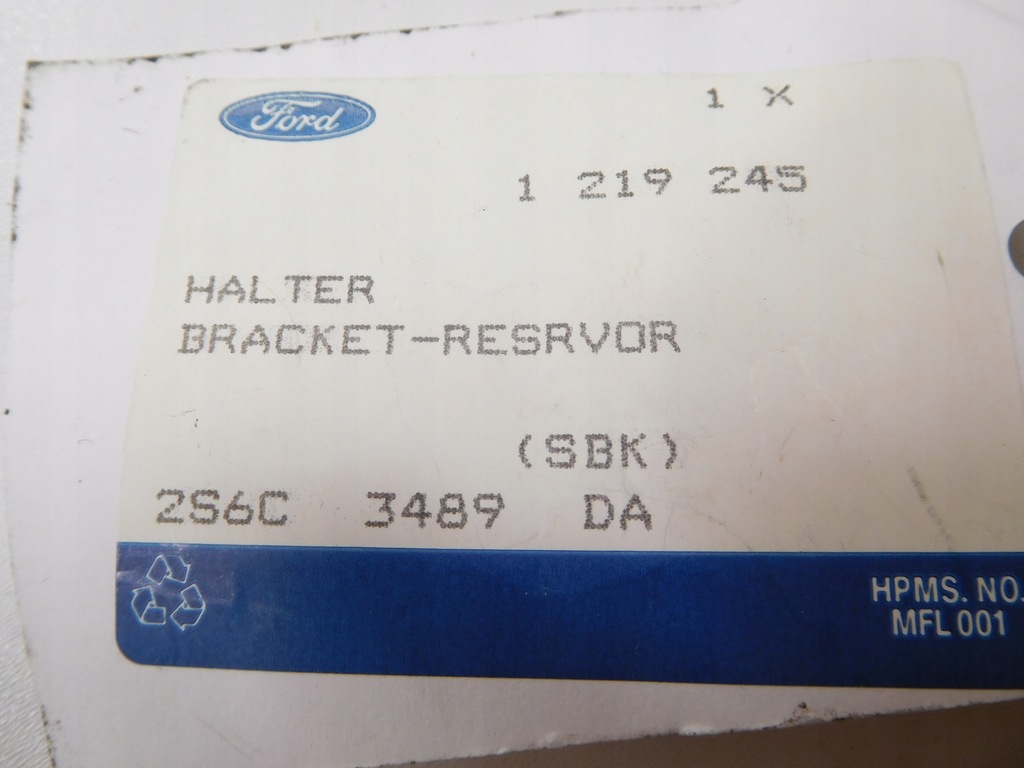 Ford
1 X
1 219 245
HALTER
BRACKET-RESRVOR
(SBK)
2S6C 3489 DA
HPMS. NO.
MFL 001